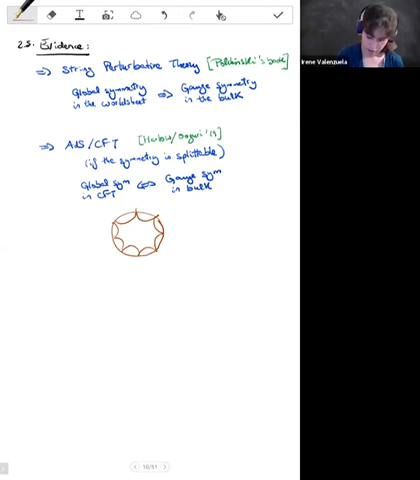 2.5. Evidence:
⇒ String Perturbative Theory [Polchinski's book]
Global symmetry in the worldsheet ⇒ Gauge symmetry in the bulk
⇒ AdS/CFT [Harlow/Ooguri '18]
(if the symmetry is splittable)
Global sym in CFT ⇔ Gauge sym in bulk
Irene Valenzuela
10/51